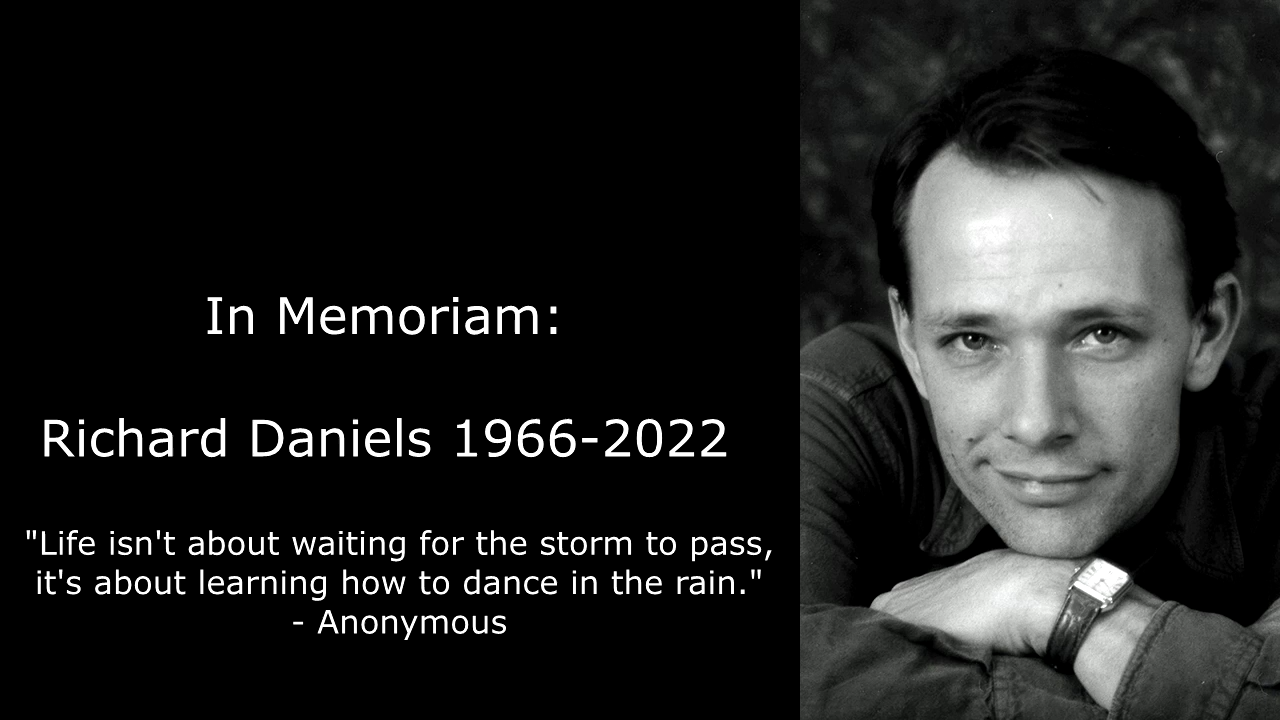 In Memoriam:
Richard Daniels 1966-2022
"Life isn't about waiting for the storm to pass,
it's about learning how to dance in the rain."
- Anonymous